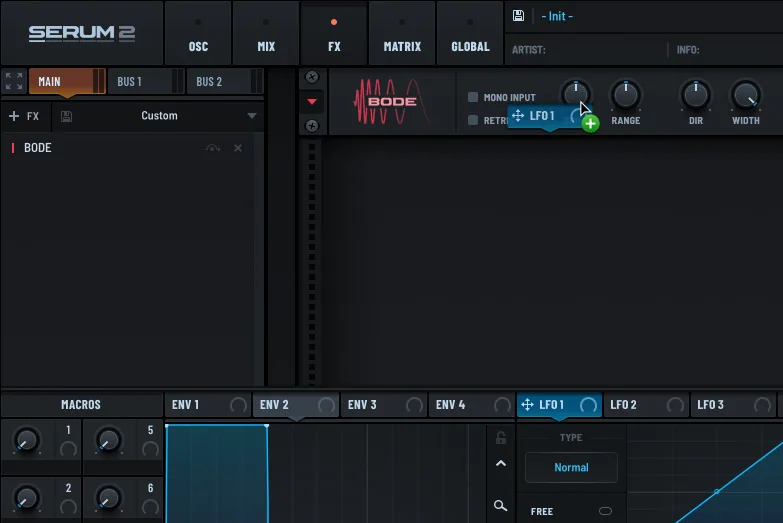 SERUM 2
OSC
MIX
FX
MATRIX
GLOBAL
- Init -
ARTIST:
INFO:
MAIN
BUS 1
BUS 2
FX
Custom
BODE
BODE
MONO INPUT
LFO 1
RANGE
DIR
WIDTH
MACROS
ENV 1
ENV 2
ENV 3
ENV 4
LFO 1
LFO 2
LFO 3
1
5
2
6
TYPE
Normal
FREE